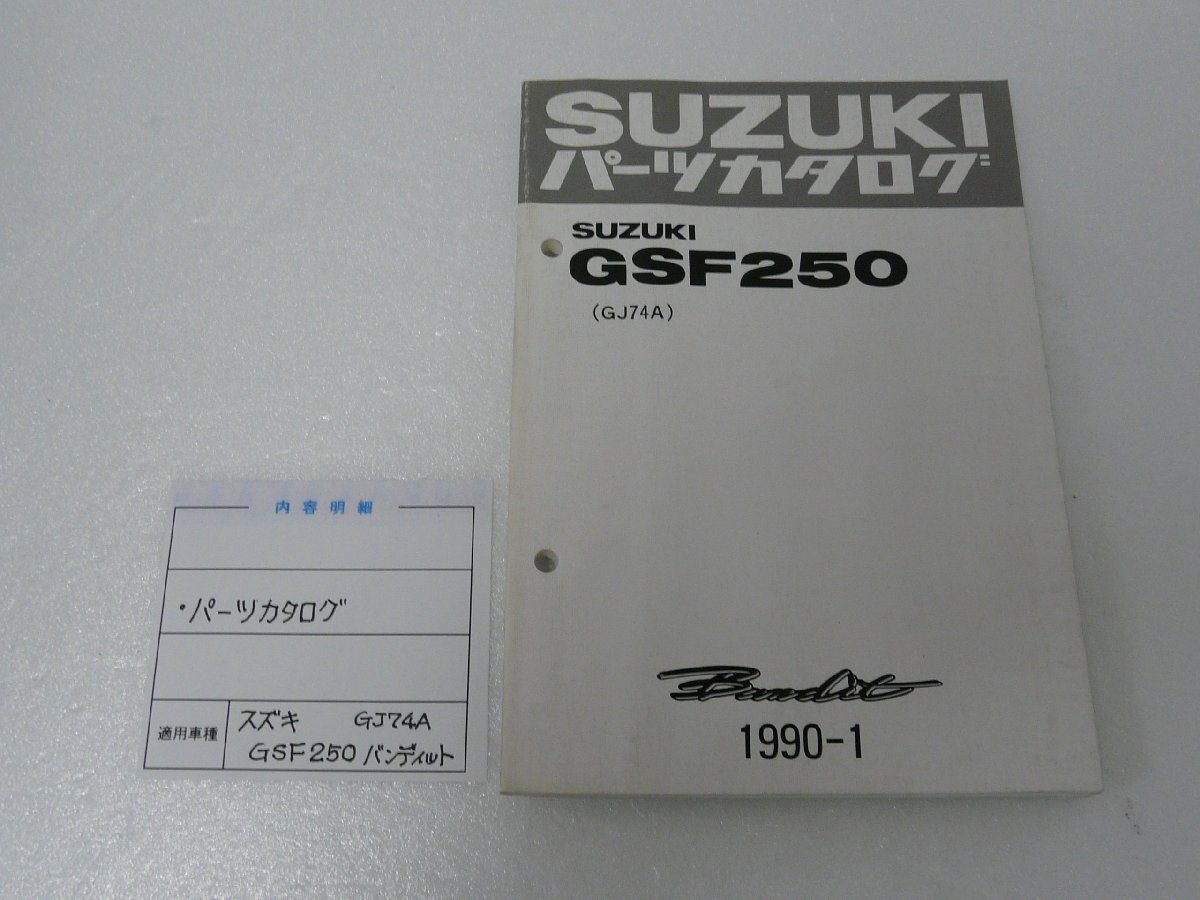 SUZUKI
パーツカタログ
SUZUKI
GSF250
(GJ74A)
Bandit
1990-1
内容明細
・パーツカタログ
適用車種
スズキ GJ74A
GSF250 バンディット